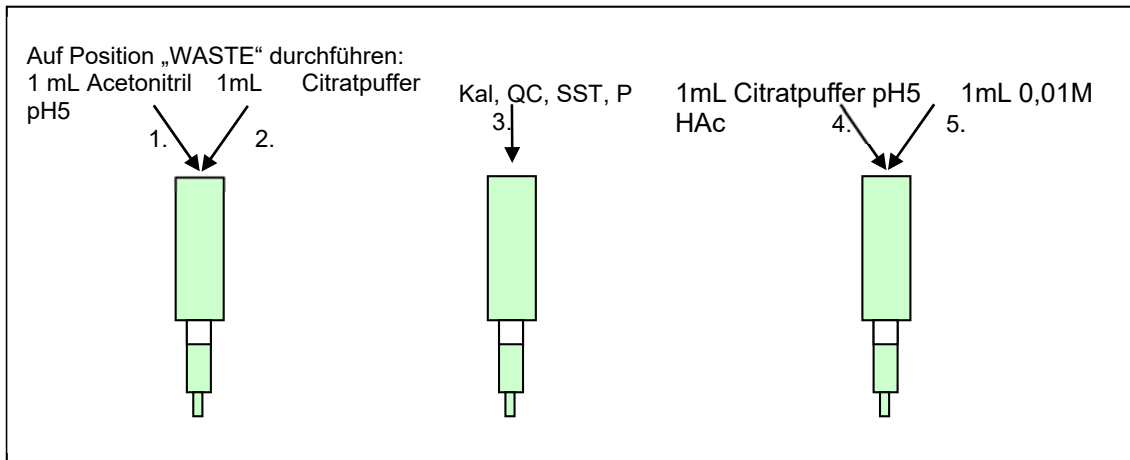 Auf Position „WASTE“ durchführen:
1 mL Acetonitril 1mL Citratpuffer
pH5
1. 2.
Kal, QC, SST, P
3.
1mL Citratpuffer pH5 1mL 0,01M
HAc 4. 5.